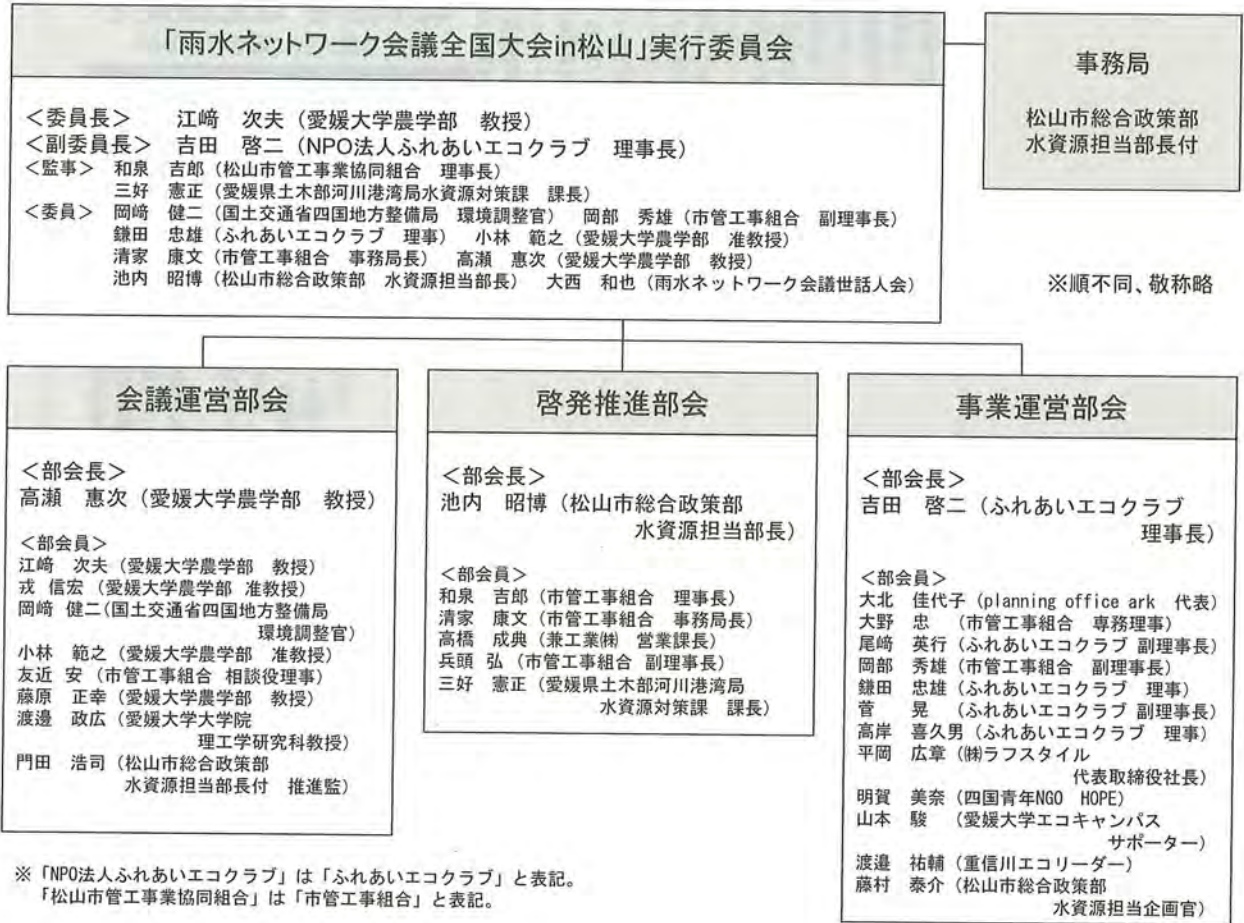 「雨水ネットワーク会議全国大会in松山」実行委員会
＜委員長＞　江﨑　次夫（愛媛大学農学部　教授）
＜副委員長＞　吉田　啓二（NPO法人ふれあいエコクラブ　理事長）
＜監事＞　和泉　吉郎（松山市管工事業協同組合　理事長）
三好　憲正（愛媛県土木部河川港湾局水資源対策課　課長）
＜委員＞　岡﨑　健二（国土交通省四国地方整備局　環境調整官）　岡部　秀雄（市管工事組合　副理事長）
鎌田　忠雄（ふれあいエコクラブ　理事）　小林　範之（愛媛大学農学部　准教授）
清家　康文（市管工事組合　事務局長）　高瀬　恵次（愛媛大学農学部　教授）
池内　昭博（松山市総合政策部　水資源担当部長）　大西　和也（雨水ネットワーク会議世話人会）
事務局
松山市総合政策部
水資源担当部長付
※順不同、敬称略
会議運営部会
＜部会長＞
高瀬　恵次（愛媛大学農学部　教授）
＜部会員＞
江﨑　次夫（愛媛大学農学部　教授）
戎　信宏（愛媛大学農学部　准教授）
岡﨑　健二（国土交通省四国地方整備局
環境調整官）
小林　範之（愛媛大学農学部　准教授）
友近　安（市管工事組合　相談役理事）
藤原　正幸（愛媛大学農学部　教授）
渡邉　政広（愛媛大学大学院
理工学研究科教授）
門田　浩司（松山市総合政策部
水資源担当部長付　推進監）
啓発推進部会
＜部会長＞
池内　昭博（松山市総合政策部
水資源担当部長）
＜部会員＞
和泉　吉郎（市管工事組合　理事長）
清家　康文（市管工事組合　事務局長）
高橋　成典（兼工業㈱　営業課長）
兵頭　弘（市管工事組合　副理事長）
三好　憲正（愛媛県土木部河川港湾局
水資源対策課　課長）
事業運営部会
＜部会長＞
吉田　啓二（ふれあいエコクラブ
理事長）
＜部会員＞
大北　佳代子（planning office ark　代表）
大野　忠　（市管工事組合　専務理事）
尾﨑　英行（ふれあいエコクラブ　副理事長）
岡部　秀雄（市管工事組合　副理事長）
鎌田　忠雄（ふれあいエコクラブ　理事）
菅　晃　（ふれあいエコクラブ　副理事長）
高岸　喜久男（ふれあいエコクラブ　理事）
平岡　広章（㈱ラフスタイル
代表取締役社長）
明賀　美奈（四国青年NGO　HOPE）
山本　駿　（愛媛大学エコキャンパス
サポーター）
渡邉　祐輔（重信川エコリーダー）
藤村　泰介（松山市総合政策部
水資源担当企画官）
※「NPO法人ふれあいエコクラブ」は「ふれあいエコクラブ」と表記。
「松山市管工事業協同組合」は「市管工事組合」と表記。